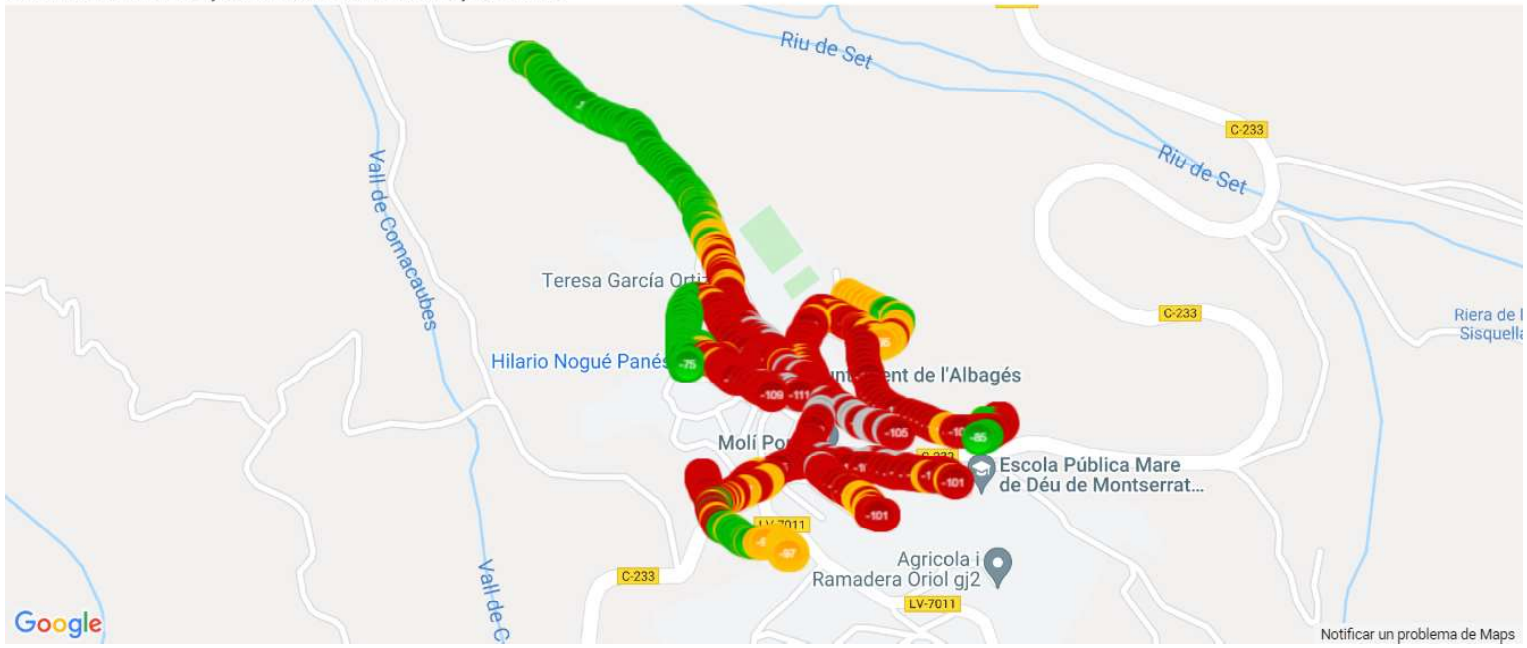 Riu de Set
C-233
Riu de Set
Vall de Comacaubes
Teresa García Ortiz
C-233
Riera de l
Sisquella
Hilario Nogué Panés
-75
-109
-111
ent de l'Albagés
-105
-85
Molí
Escola Pública Mare
de Déu de Montserrat...
-101
-101
LV-7011
-97
Agricola i
Ramadera Oriol gj2
C-233
LV-7011
Vall de C
Google
Notificar un problema de Maps